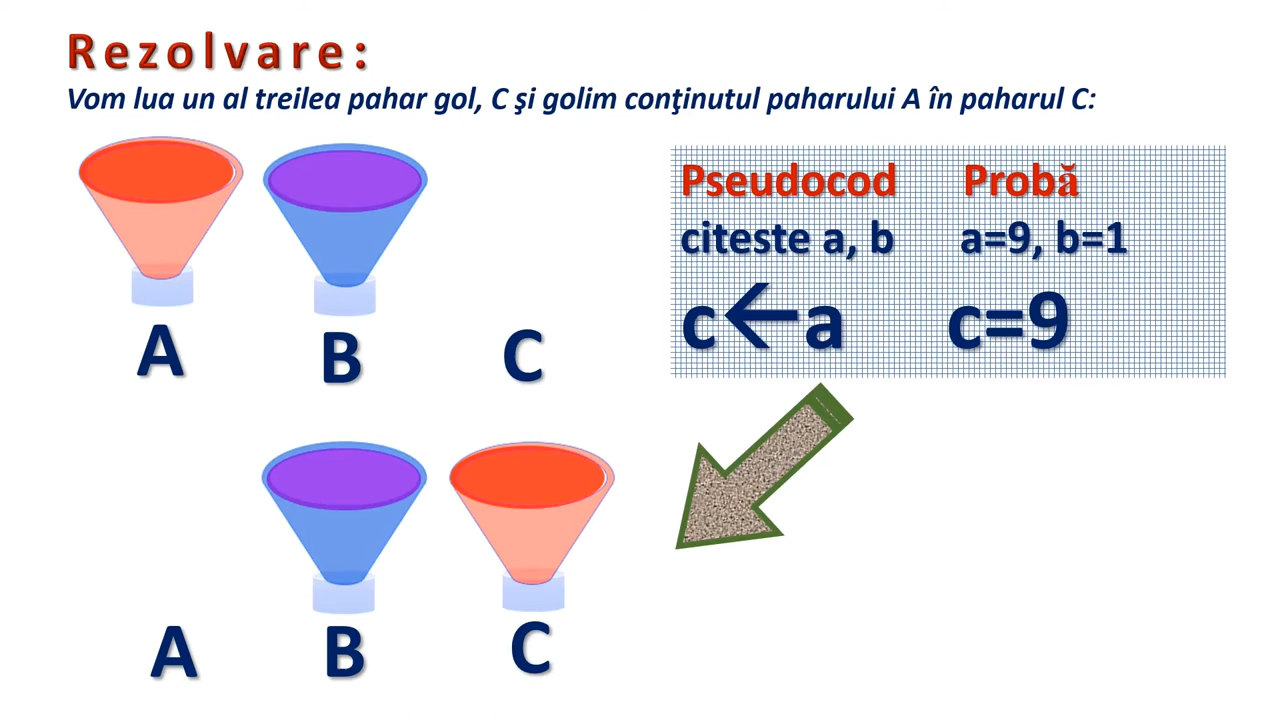 Rezolvare:
Vom lua un al treilea pahar gol, C şi golim conţinutul paharului A în paharul C:
Pseudocod Probă
citeste a, b a=9, b=1
c←a c=9
A B C
A B C